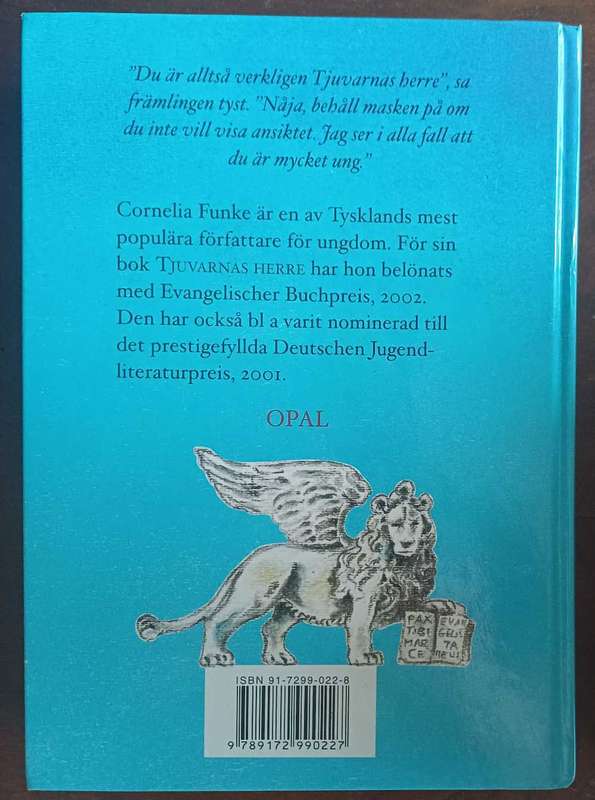 ”Du är alltså verkligen Tjuvarnas herre”, sa
främlingen tyst. ”Nåja, behåll masken på om
du inte vill visa ansiktet. Jag ser i alla fall att
du är mycket ung.”
Cornelia Funke är en av Tysklands mest
populära författare för ungdom. För sin
bok TJUVARNAS HERRE har hon belönats
med Evangelischer Buchpreis, 2002.
Den har också bl a varit nominerad till
det prestigefyllda Deutschen Jugend-
literaturpreis, 2001.
OPAL
PAX
TIBI
MAR
CE
EVAN
GELIS
TA
MEUS
ISBN 91-7299-022-8
9 789172 990227